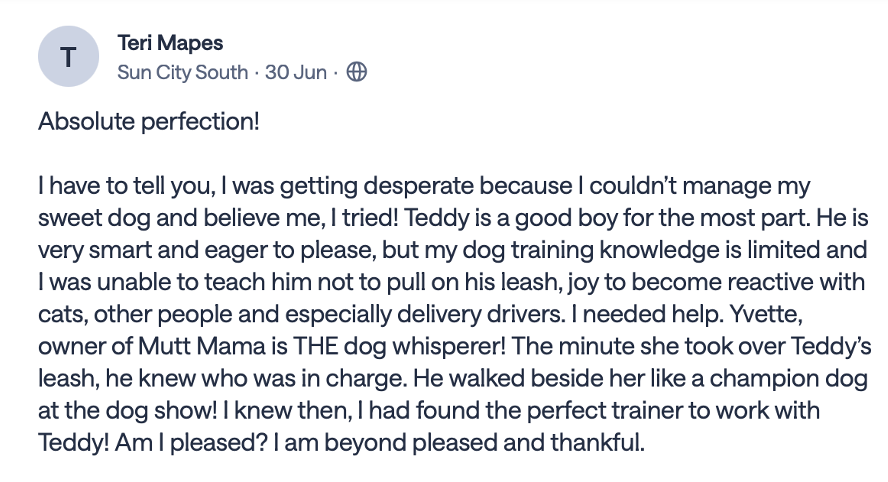 T
Teri Mapes
Sun City South · 30 Jun ·
Absolute perfection!
I have to tell you, I was getting desperate because I couldn’t manage my
sweet dog and believe me, I tried! Teddy is a good boy for the most part. He is
very smart and eager to please, but my dog training knowledge is limited and
I was unable to teach him not to pull on his leash, joy to become reactive with
cats, other people and especially delivery drivers. I needed help. Yvette,
owner of Mutt Mama is THE dog whisperer! The minute she took over Teddy’s
leash, he knew who was in charge. He walked beside her like a champion dog
at the dog show! I knew then, I had found the perfect trainer to work with
Teddy! Am I pleased? I am beyond pleased and thankful.